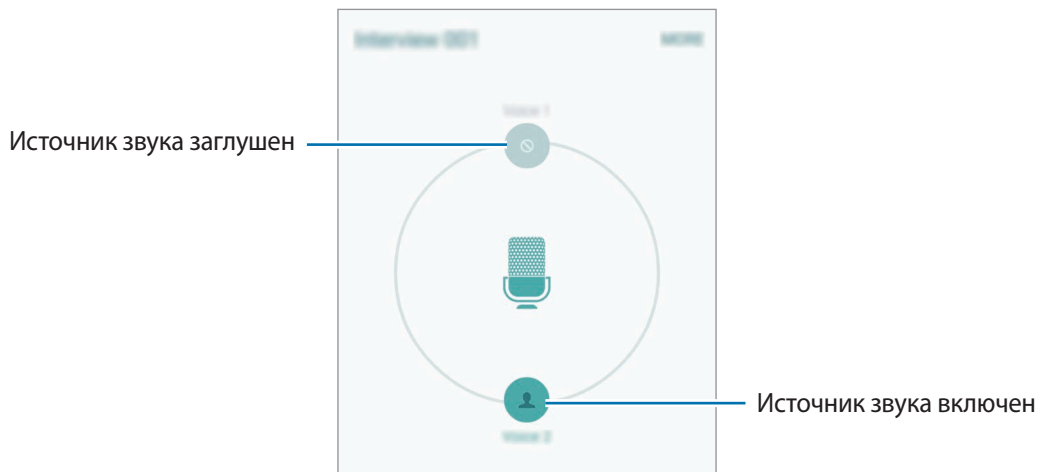 Interview 001
MORE
Voice 1
Источник звука заглушен
Источник звука включен
Voice 2